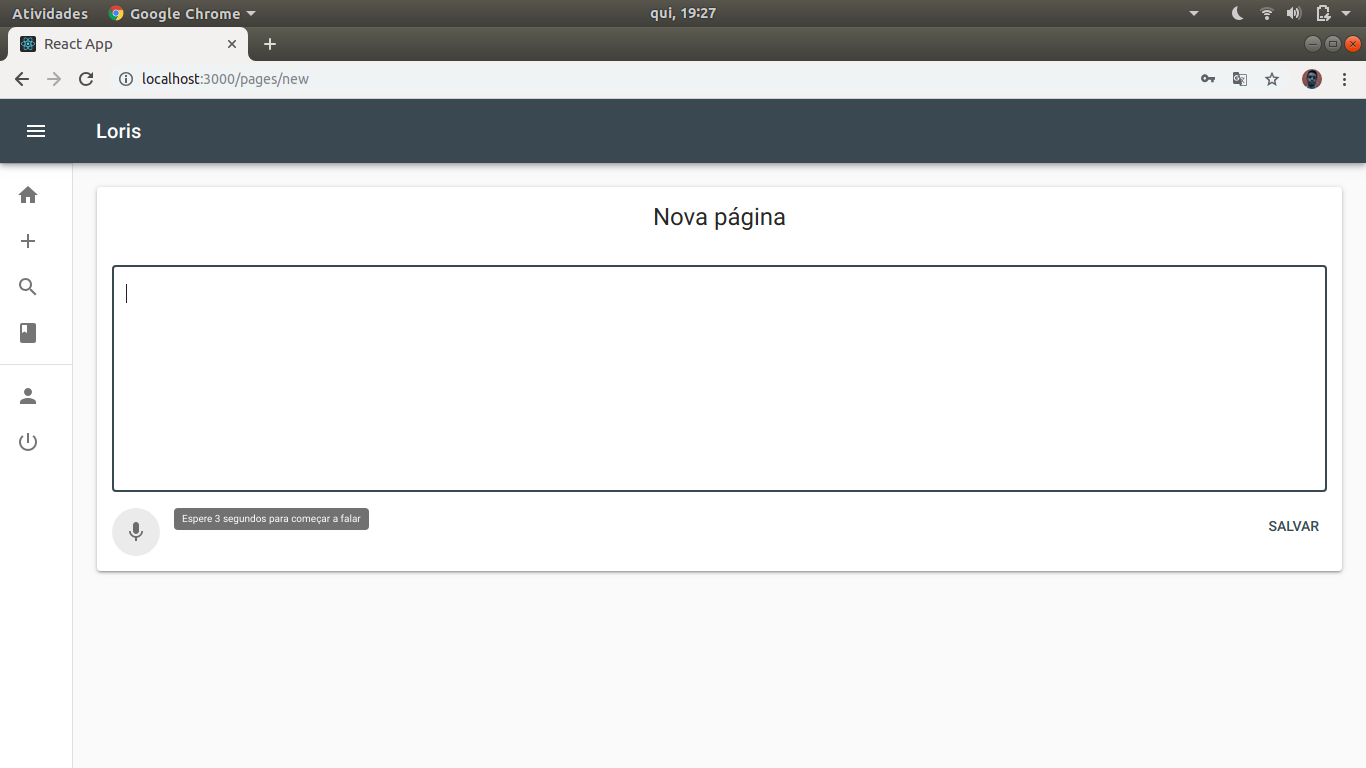 Atividades Google Chrome qui, 19:27
React App
localhost:3000/pages/new
Loris
Nova página
Espere 3 segundos para começar a falar
SALVAR